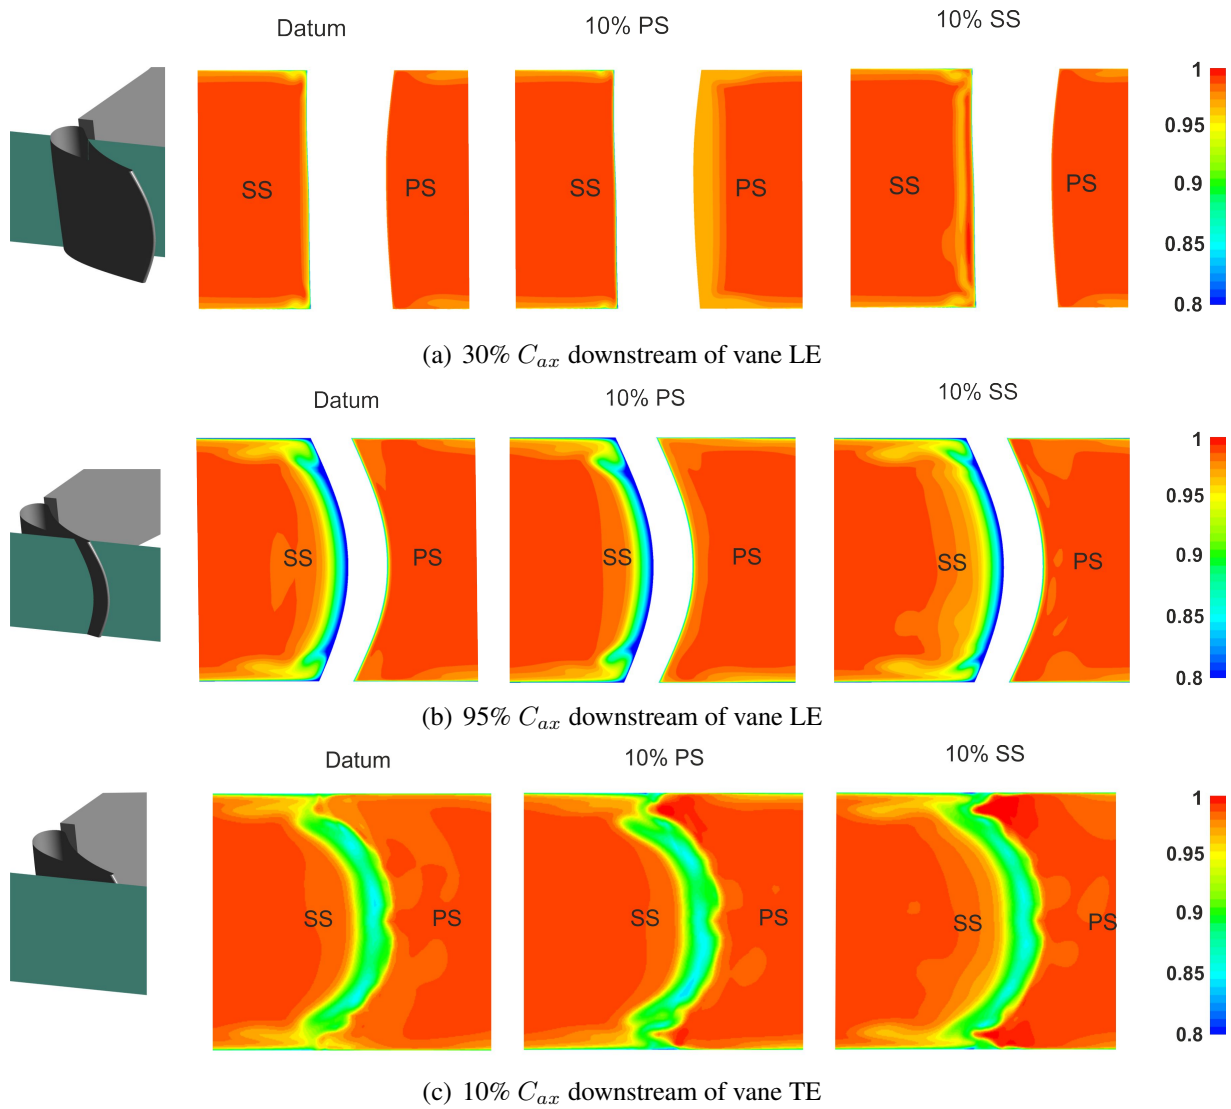 Datum 10% PS 10% SS
SS PS SS PS SS PS
1
0.95
0.9
0.85
0.8
(a) 30% C_ax downstream of vane LE
Datum 10% PS 10% SS
SS PS SS PS SS PS
1
0.95
0.9
0.85
0.8
(b) 95% C_ax downstream of vane LE
Datum 10% PS 10% SS
SS PS SS PS SS PS
1
0.95
0.9
0.85
0.8
(c) 10% C_ax downstream of vane TE